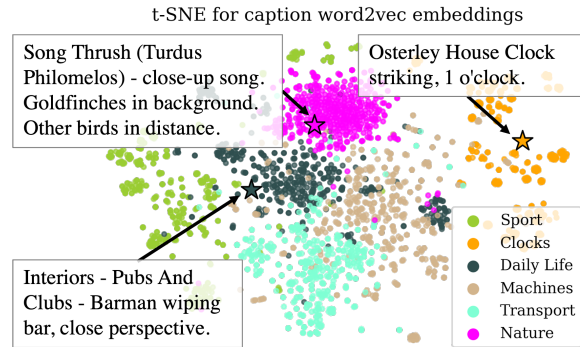 t-SNE for caption word2vec embeddings
Song Thrush (Turdus
Philomelos) - close-up song.
Goldfinches in background.
Other birds in distance.
Osterley House Clock
striking, 1 o'clock.
Interiors - Pubs And
Clubs - Barman wiping
bar, close perspective.
Sport
Clocks
Daily Life
Machines
Transport
Nature